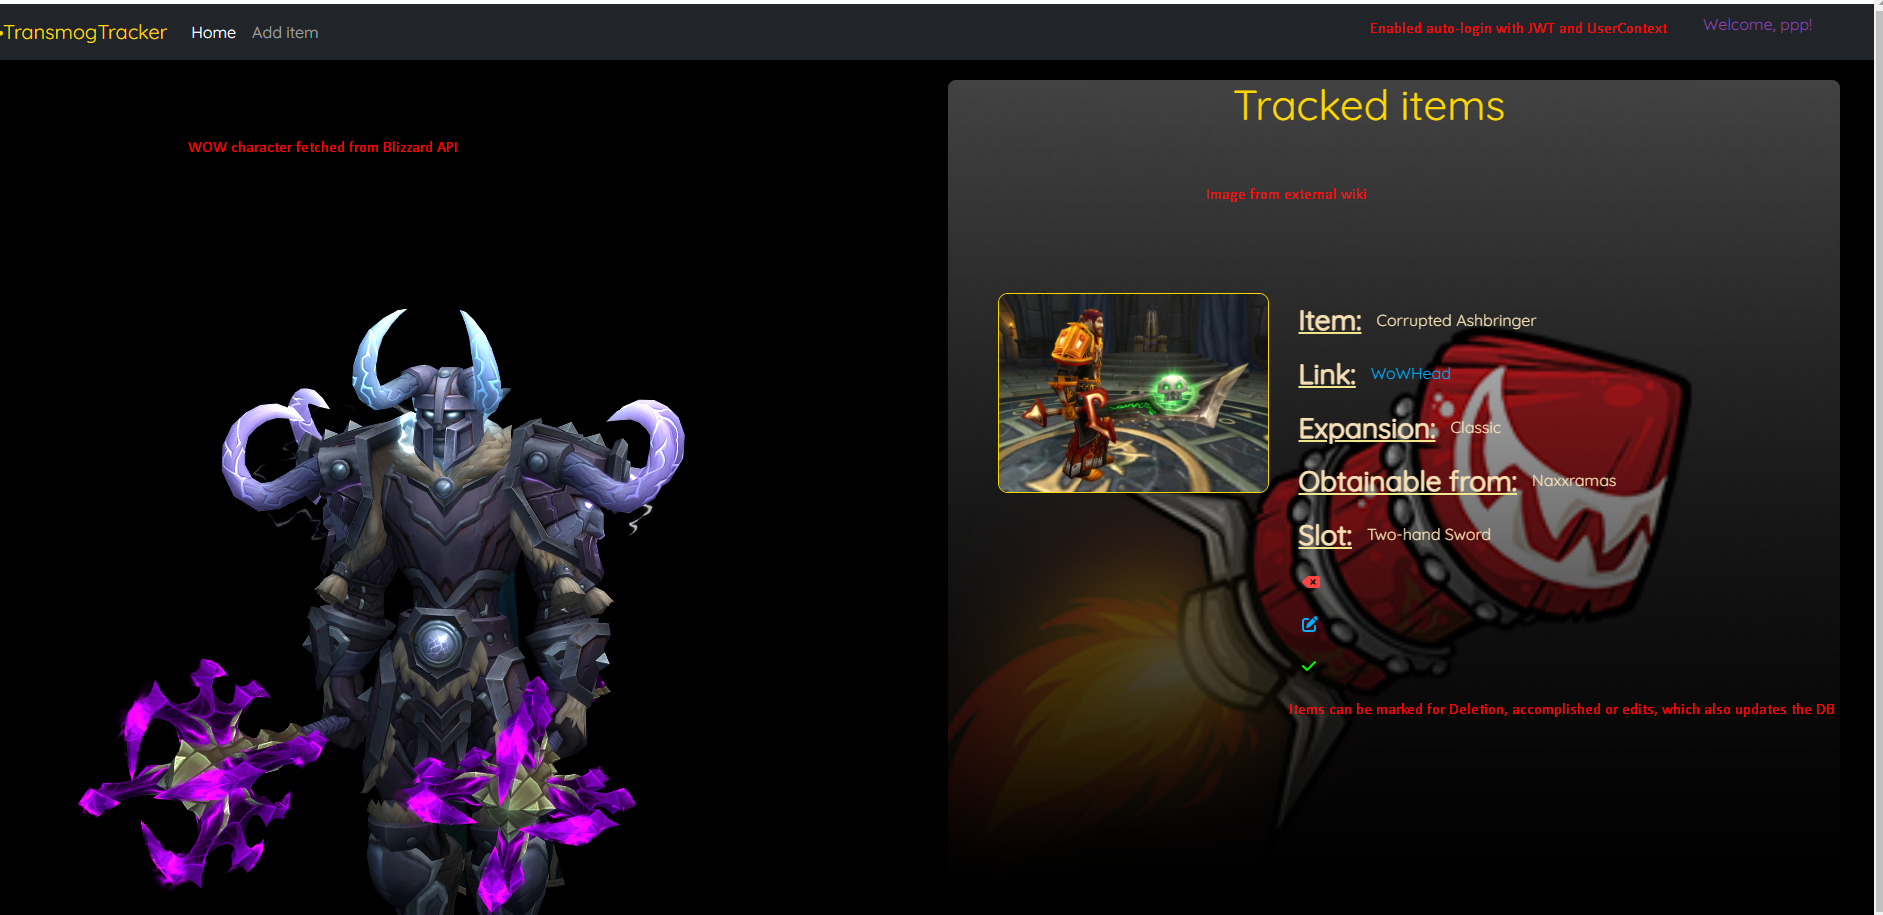 •TransmogTracker Home Add item
Enabled auto-login with JWT and UserContext
Welcome, ppp!
Tracked items
WOW character fetched from Blizzard API
Image from external wiki
Item: Corrupted Ashbringer
Link: WoWHead
Expansion: Classic
Obtainable from: Naxxramas
Slot: Two-hand Sword
Items can be marked for Deletion, accomplished or edits, which also updates the DB